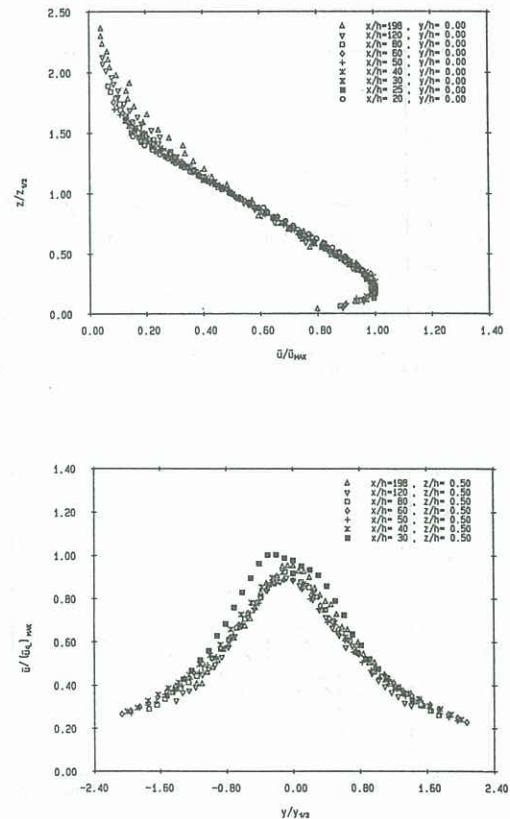 2.50
2.00
1.50
1.00
0.50
0.00
z/z1/2
△ x/h=198 , y/h= 0.00
▽ x/h=120 , y/h= 0.00
□ x/h= 80 , y/h= 0.00
◇ x/h= 60 , y/h= 0.00
+ x/h= 50 , y/h= 0.00
× x/h= 40 , y/h= 0.00
x/h= 30 , y/h= 0.00
■ x/h= 25 , y/h= 0.00
○ x/h= 20 , y/h= 0.00
0.00 0.20 0.40 0.60 0.80 1.00 1.20 1.40
ū/ūMAX
1.40
1.20
1.00
0.80
0.60
0.40
0.20
0.00
△ x/h=198 , z/h= 0.50
▽ x/h=120 , z/h= 0.50
□ x/h= 80 , z/h= 0.50
◇ x/h= 60 , z/h= 0.50
+ x/h= 50 , z/h= 0.50
× x/h= 40 , z/h= 0.50
■ x/h= 30 , z/h= 0.50
-2.40 -1.60 -0.80 0.00 0.80 1.60 2.40
y/y1/2